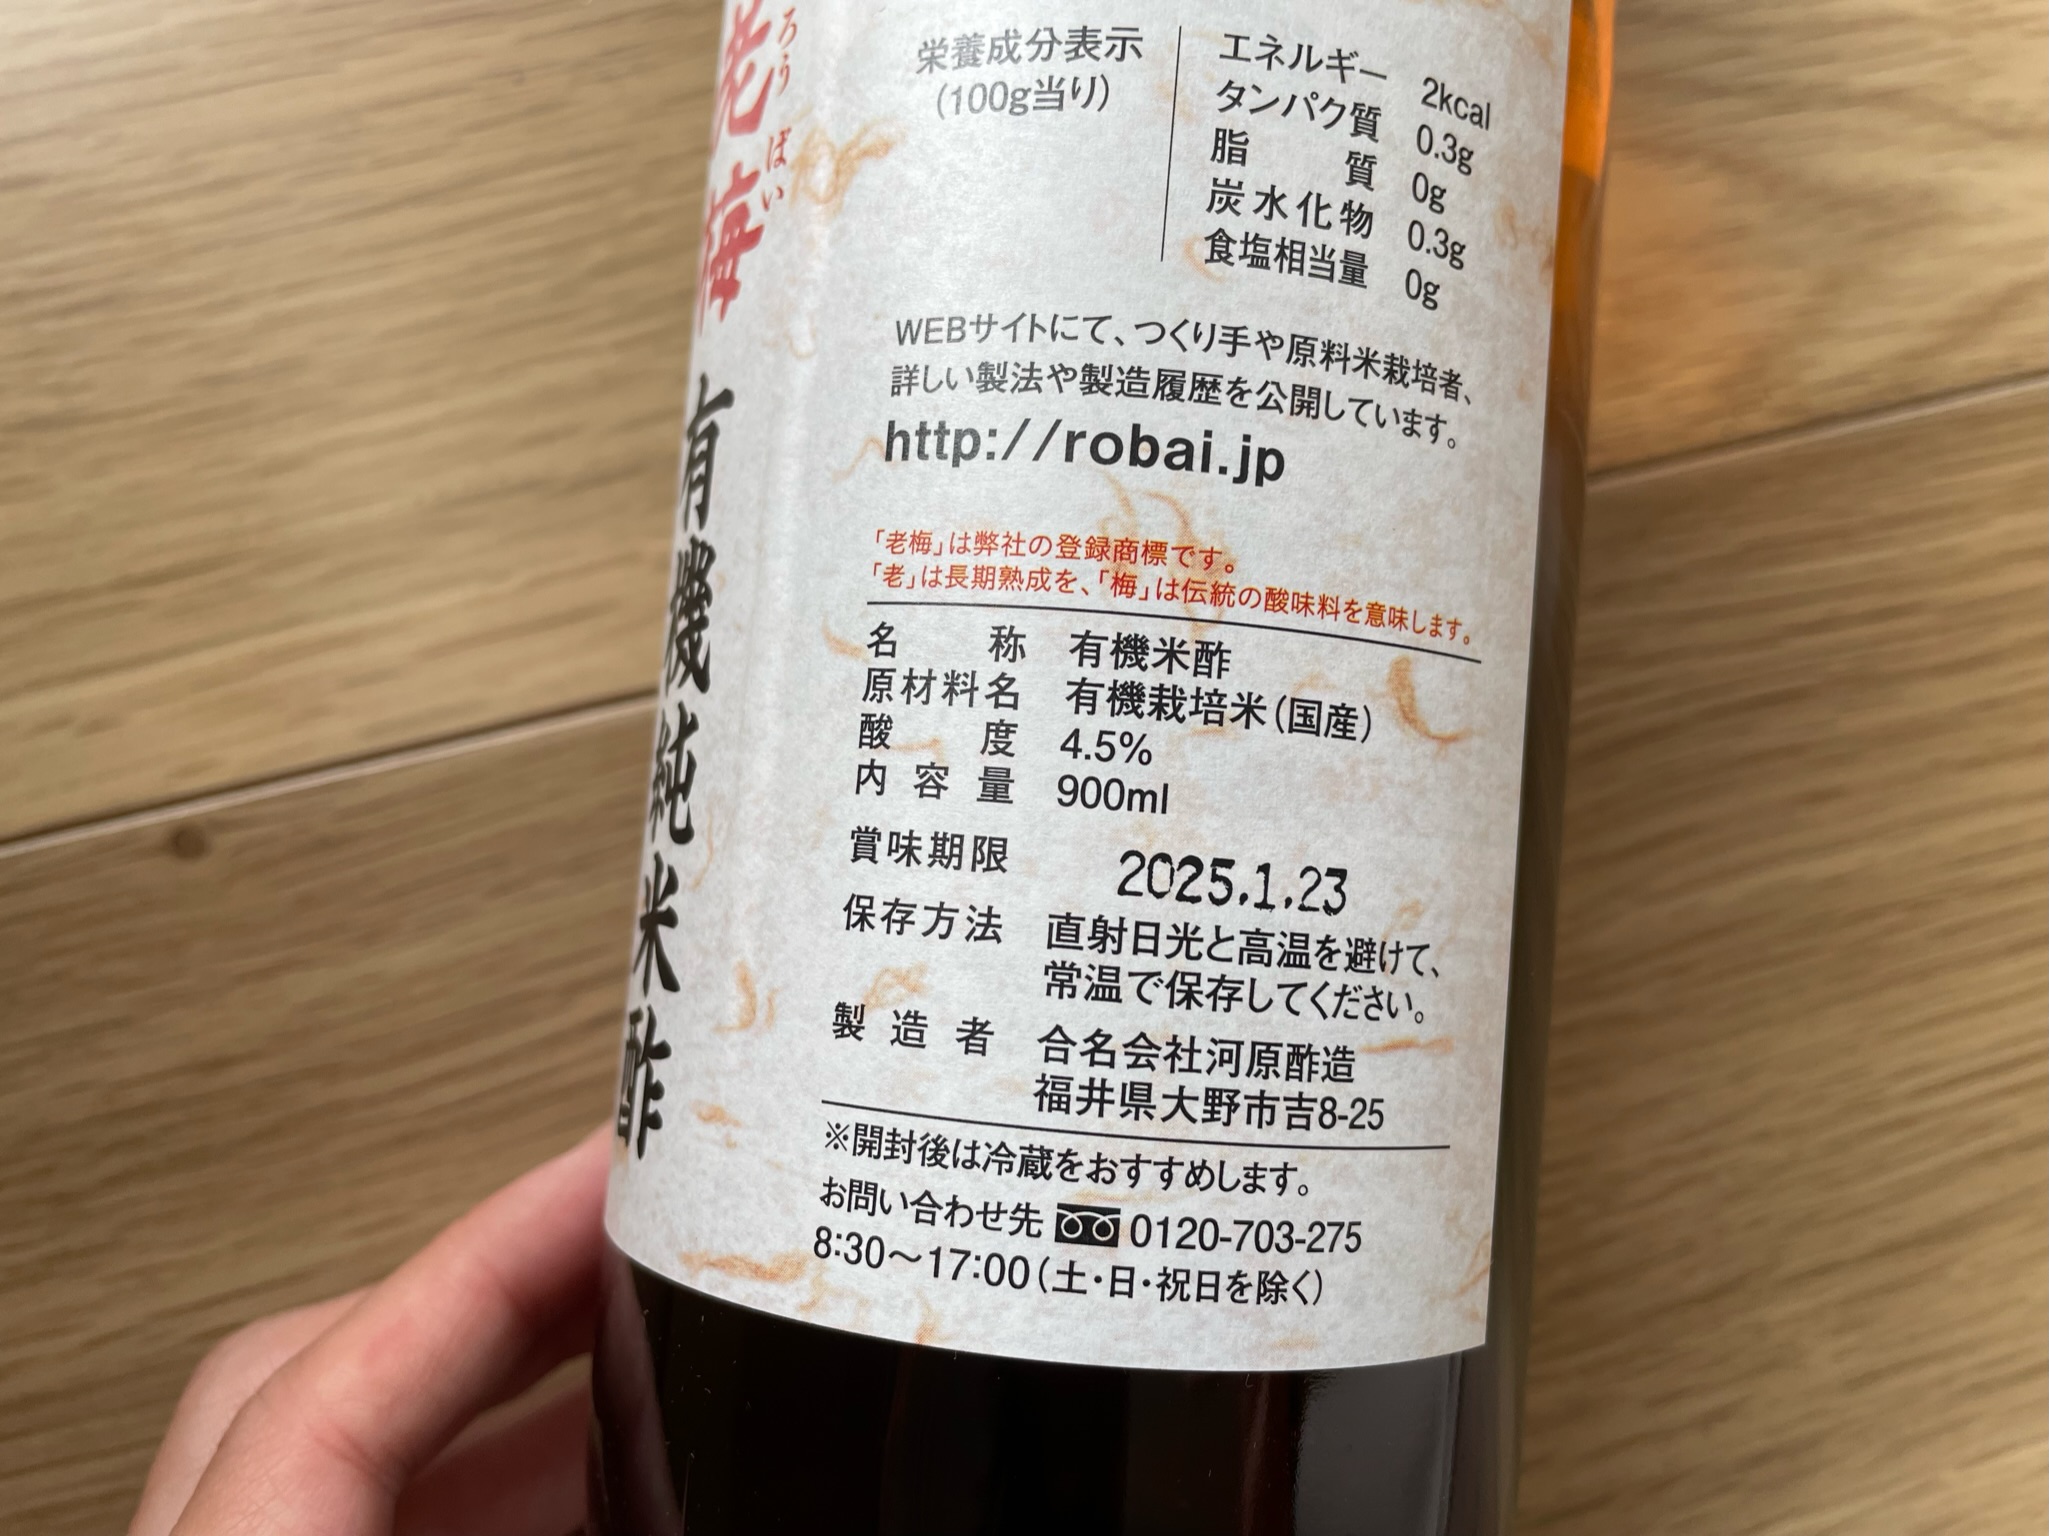 老梅
ろうばい
有機純米酢
栄養成分表示
(100g当り)
エネルギー 2kcal
タンパク質 0.3g
脂質 0g
炭水化物 0.3g
食塩相当量 0g
WEBサイトにて、つくり手や原料米栽培者、
詳しい製法や製造履歴を公開しています。
http://robai.jp
「老梅」は弊社の登録商標です。
「老」は長期熟成を、「梅」は伝統の酸味料を意味します。
名称 有機米酢
原材料名 有機栽培米(国産)
酸度 4.5%
内容量 900ml
賞味期限 2025.1.23
保存方法 直射日光と高温を避けて、
常温で保存してください。
製造者 合名会社河原酢造
福井県大野市吉8-25
※開封後は冷蔵をおすすめします。
お問い合わせ先 0120-703-275
8:30〜17:00(土・日・祝日を除く)